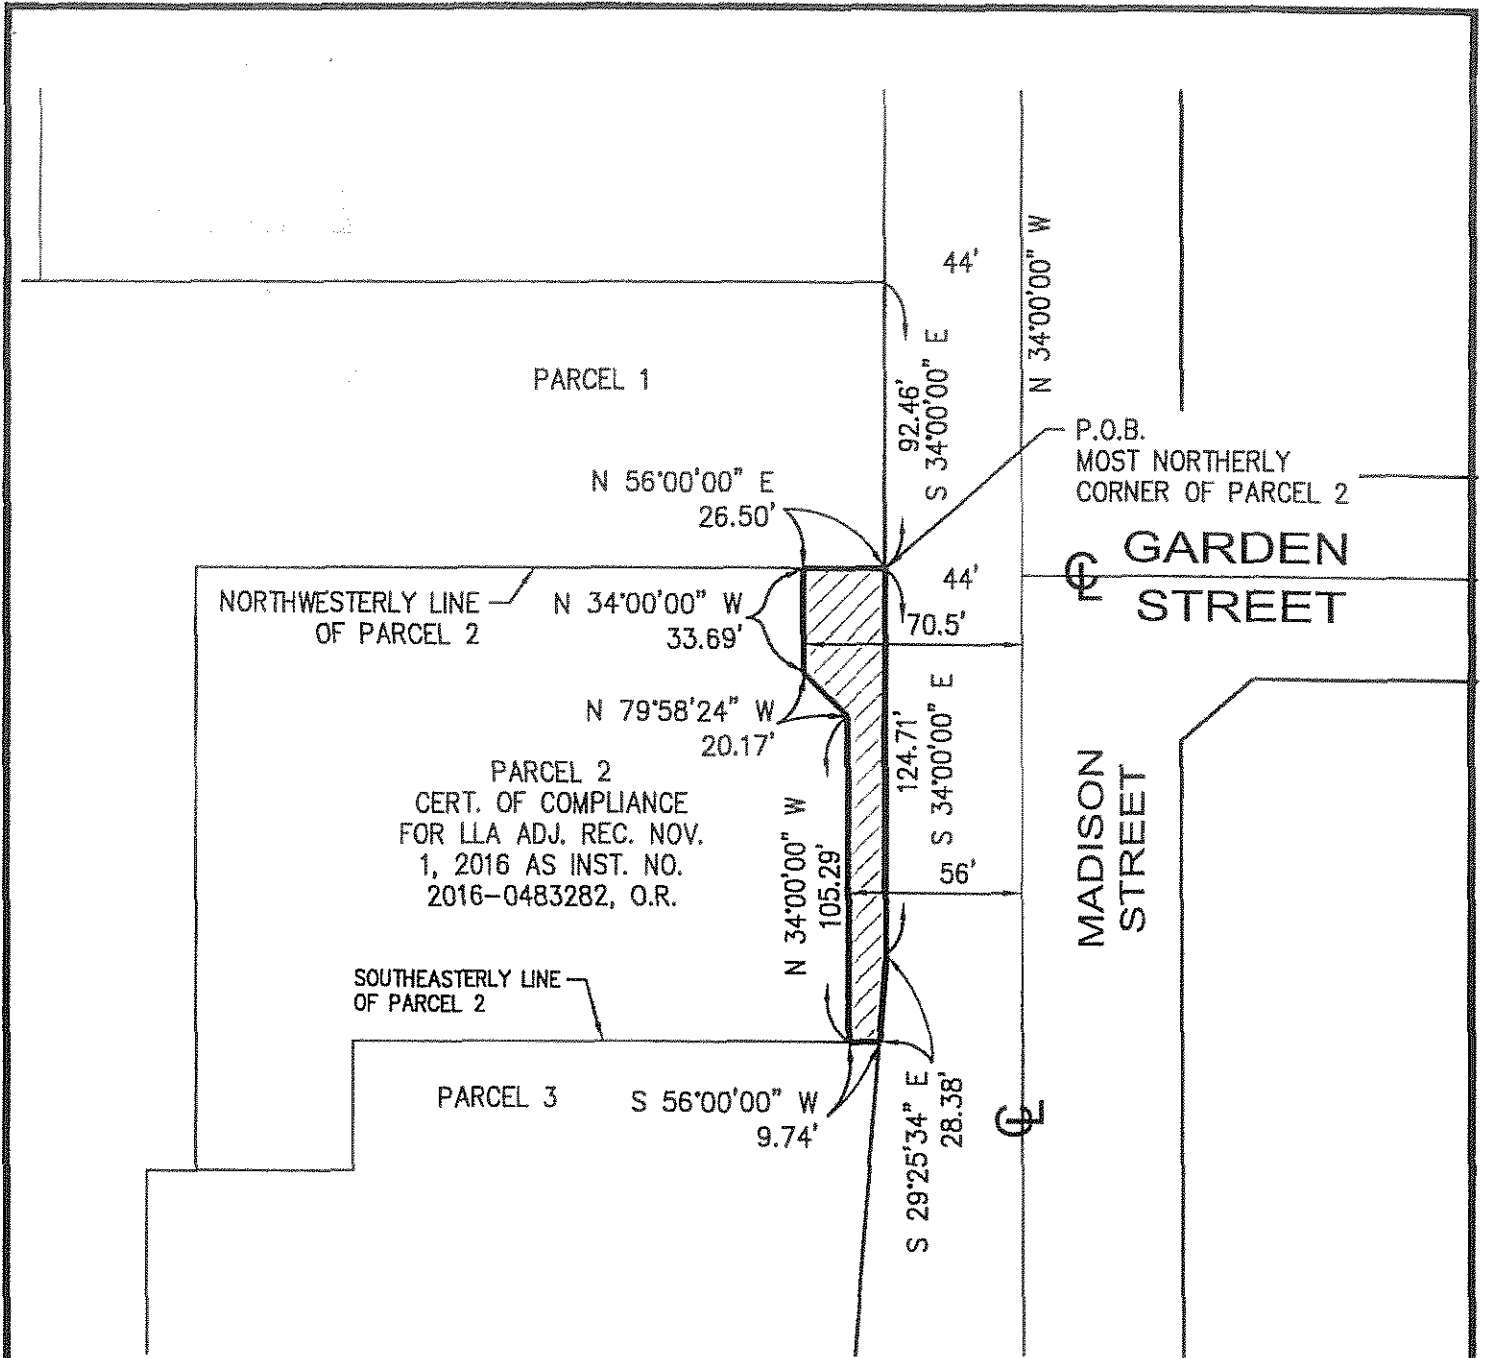 44'
N 34°00'00" W
92.46'
S 34°00'00" E
PARCEL 1
P.O.B.
MOST NORTHERLY
CORNER OF PARCEL 2
N 56°00'00" E
26.50'
GARDEN
STREET
CL
44'
NORTHWESTERLY LINE
OF PARCEL 2
N 34°00'00" W
33.69'
70.5'
N 79°58'24" W
20.17'
124.71'
S 34°00'00" E
PARCEL 2
CERT. OF COMPLIANCE
FOR LLA ADJ. REC. NOV.
1, 2016 AS INST. NO.
2016-0483282, O.R.
N 34°00'00" W
105.29'
56'
MADISON
STREET
SOUTHEASTERLY LINE
OF PARCEL 2
PARCEL 3
S 56°00'00" W
9.74'
S 29°25'34" E
28.38'
CL